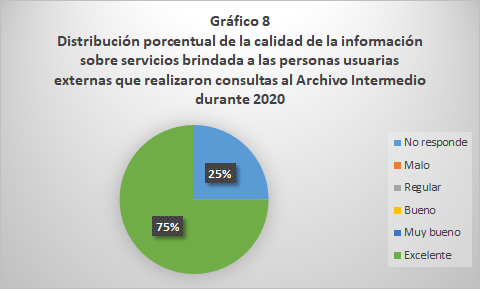 Gráfico 8
Distribución porcentual de la calidad de la información
sobre servicios brindada a las personas usuarias
externas que realizaron consultas al Archivo Intermedio
durante 2020
25%
75%
No responde
Malo
Regular
Bueno
Muy bueno
Excelente